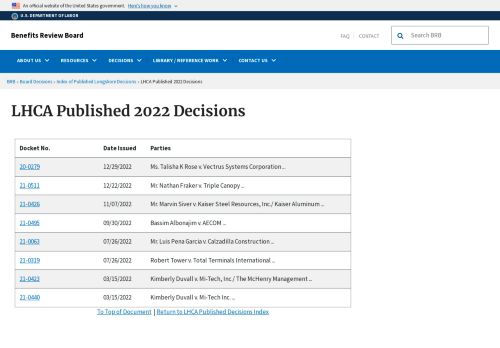 An official website of the United States government. Here's how you know
U.S. DEPARTMENT OF LABOR
Benefits Review Board
FAQ CONTACT
Search BRB
ABOUT US RESOURCES DECISIONS LIBRARY / REFERENCE WORK CONTACT US
BRB » Board Decisions » Index of Published Longshore Decisions » LHCA Published 2022 Decisions
LHCA Published 2022 Decisions
Docket No. Date Issued Parties
20-0279 12/29/2022 Ms. Talisha K Rose v. Vectrus Systems Corporation ...
21-0511 12/22/2022 Mr. Nathan Fraker v. Triple Canopy ...
21-0426 11/07/2022 Mr. Marvin Siver v. Kaiser Steel Resources, Inc./ Kaiser Aluminum ...
21-0495 09/30/2022 Bassim Albonajim v. AECOM ...
21-0063 07/26/2022 Mr. Luis Pena Garcia v. Calzadilla Construction ...
21-0319 07/26/2022 Robert Tower v. Total Terminals International ...
21-0423 03/15/2022 Kimberly Duvall v. Mi-Tech, Inc / The McHenry Management ...
21-0440 03/15/2022 Kimberly Duvall v. Mi-Tech Inc. ...
To Top of Document | Return to LHCA Published Decisions Index